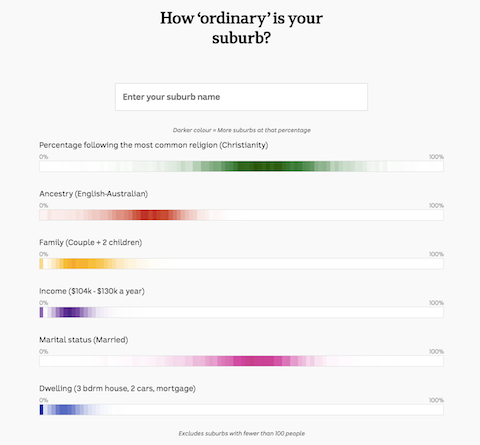 How ‘ordinary’ is your
suburb?
Enter your suburb name
Darker colour = More suburbs at that percentage
Percentage following the most common religion (Christianity)
0% 100%
Ancestry (English-Australian)
0% 100%
Family (Couple + 2 children)
0% 100%
Income ($104k - $130k a year)
0% 100%
Marital status (Married)
0% 100%
Dwelling (3 bdrm house, 2 cars, mortgage)
0% 100%
Excludes suburbs with fewer than 100 people